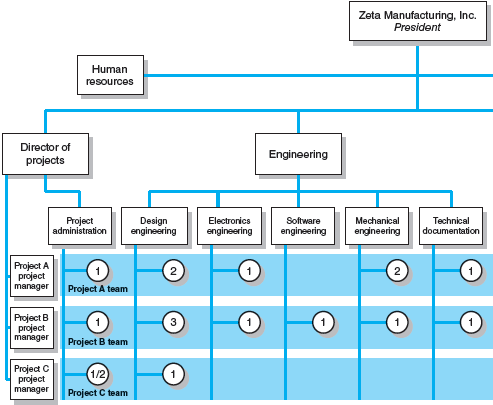 Zeta Manufacturing, Inc.
President
Human
resources
Director of
projects
Engineering
Project
administration
Design
engineering
Electronics
engineering
Software
engineering
Mechanical
engineering
Technical
documentation
Project A
project
manager
1
2
1
2
1
Project A team
Project B
project
manager
1
3
1
1
1
1
Project B team
Project C
project
manager
1/2
1
Project C team